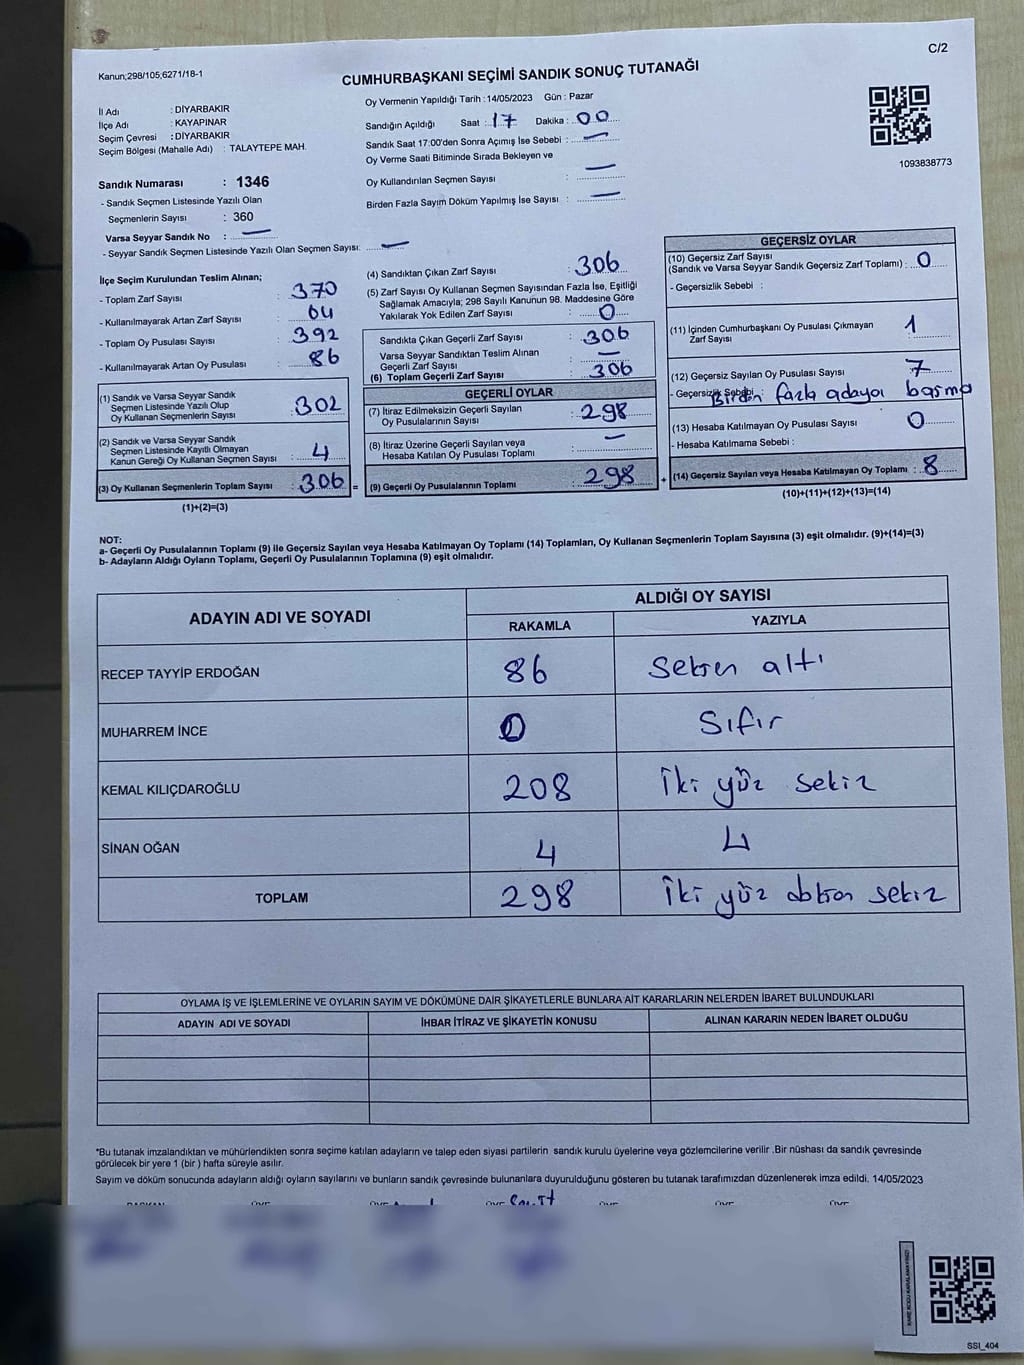 C/2
Kanun;298/105;6271/18-1
CUMHURBAŞKANI SEÇİMİ SANDIK SONUÇ TUTANAĞI
İl Adı : DİYARBAKIR
İlçe Adı : KAYAPINAR
Seçim Çevresi : DİYARBAKIR
Seçim Bölgesi (Mahalle Adı) : TALAYTEPE MAH.
Oy Vermenin Yapıldığı Tarih : 14/05/2023 Gün : Pazar
Sandığın Açıldığı Saat : 17 Dakika : 00
Sandık Saat 17:00'den Sonra Açımış İse Sebebi : —
Oy Verme Saati Bitiminde Sırada Bekleyen ve
Oy Kullandırılan Seçmen Sayısı : —
Birden Fazla Sayım Döküm Yapılmış İse Sayısı : —
1093838773
Sandık Numarası : 1346
- Sandık Seçmen Listesinde Yazılı Olan
Seçmenlerin Sayısı : 360
Varsa Seyyar Sandık No : —
- Seyyar Sandık Seçmen Listesinde Yazılı Olan Seçmen Sayısı: —
İlçe Seçim Kurulundan Teslim Alınan;
- Toplam Zarf Sayısı : 370
- Kullanılmayarak Artan Zarf Sayısı : 64
- Toplam Oy Pusulası Sayısı : 392
- Kullanılmayarak Artan Oy Pusulası : 86
(1) Sandık ve Varsa Seyyar Sandık
Seçmen Listesinde Yazılı Olup
Oy Kullanan Seçmenlerin Sayısı : 302
(2) Sandık ve Varsa Seyyar Sandık
Seçmen Listesinde Kayıtlı Olmayan
Kanun Gereği Oy Kullanan Seçmen Sayısı : 4
(3) Oy Kullanan Seçmenlerin Toplam Sayısı : 306 =
(1)+(2)=(3)
(4) Sandıktan Çıkan Zarf Sayısı : 306
(5) Zarf Sayısı Oy Kullanan Seçmen Sayısından Fazla İse, Eşitliği
Sağlamak Amacıyla; 298 Sayılı Kanunun 98. Maddesine Göre
Yakılarak Yok Edilen Zarf Sayısı : 0
Sandıkta Çıkan Geçerli Zarf Sayısı : 306
Varsa Seyyar Sandıktan Teslim Alınan
Geçerli Zarf Sayısı : —
(6) Toplam Geçerli Zarf Sayısı : 306
GEÇERLİ OYLAR
(7) İtiraz Edilmeksizin Geçerli Sayılan
Oy Pusulalarının Sayısı : 298
(8) İtiraz Üzerine Geçerli Sayılan veya
Hesaba Katılan Oy Pusulası Toplamı : —
(9) Geçerli Oy Pusulalarının Toplamı : 298 +
GEÇERSİZ OYLAR
(10) Geçersiz Zarf Sayısı
(Sandık ve Varsa Seyyar Sandık Geçersiz Zarf Toplamı) : 0
- Geçersizlik Sebebi :
(11) İçinden Cumhurbaşkanı Oy Pusulası Çıkmayan
Zarf Sayısı : 1
(12) Geçersiz Sayılan Oy Pusulası Sayısı : 7
- Geçersizlik Sebebi : Birden fazla adaya basma
(13) Hesaba Katılmayan Oy Pusulası Sayısı : 0
- Hesaba Katılmama Sebebi :
(14) Geçersiz Sayılan veya Hesaba Katılmayan Oy Toplamı : 8
(10)+(11)+(12)+(13)=(14)
NOT:
a- Geçerli Oy Pusulalarının Toplamı (9) ile Geçersiz Sayılan veya Hesaba Katılmayan Oy Toplamı (14) Toplamları, Oy Kullanan Seçmenlerin Toplam Sayısına (3) eşit olmalıdır. (9)+(14)=(3)
b- Adayların Aldığı Oyların Toplamı, Geçerli Oy Pusulalarının Toplamına (9) eşit olmalıdır.
ADAYIN ADI VE SOYADI ALDIĞI OY SAYISI
RAKAMLA YAZIYLA
RECEP TAYYİP ERDOĞAN 86 seksen altı
MUHARREM İNCE 0 Sıfır
KEMAL KILIÇDAROĞLU 208 İki yüz sekiz
SİNAN OĞAN 4 4
TOPLAM 298 İki yüz doksan sekiz
OYLAMA İŞ VE İŞLEMLERİNE VE OYLARIN SAYIM VE DÖKÜMÜNE DAİR ŞİKAYETLERLE BUNLARA AİT KARARLARIN NELERDEN İBARET BULUNDUKLARI
ADAYIN ADI VE SOYADI İHBAR İTİRAZ VE ŞİKAYETİN KONUSU ALINAN KARARIN NEDEN İBARET OLDUĞU
*Bu tutanak imzalandıktan ve mühürlendikten sonra seçime katılan adayların ve talep eden siyasi partilerin sandık kurulu üyelerine veya gözlemcilerine verilir .Bir nüshası da sandık çevresinde
görülecek bir yere 1 (bir ) hafta süreyle asılır.
Sayım ve döküm sonucunda adayların aldığı oyların sayılarını ve bunların sandık çevresinde bulunanlara duyurulduğunu gösteren bu tutanak tarafımızdan düzenlenerek imza edildi. 14/05/2023
SSI_404